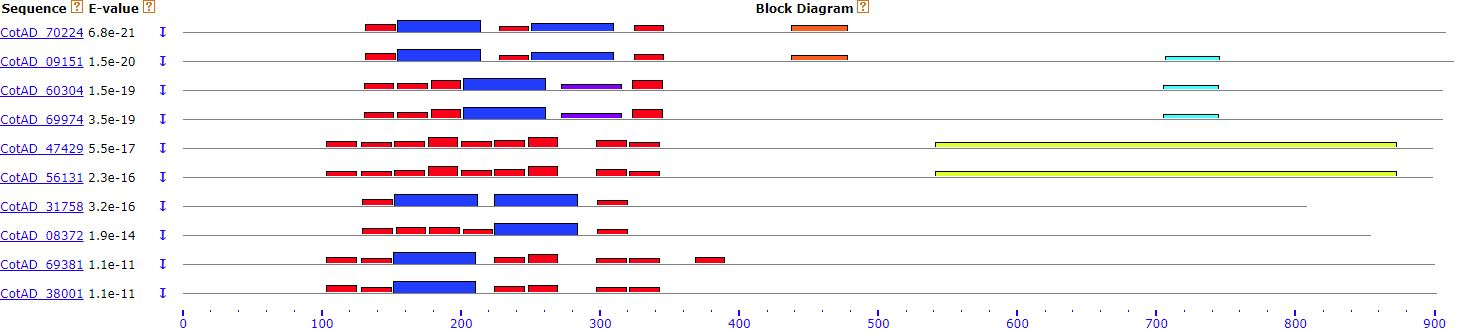 Sequence ? E-value ? Block Diagram ?
CotAD_70224 6.8e-21 ↧
CotAD_09151 1.5e-20 ↧
CotAD_60304 1.5e-19 ↧
CotAD_69974 3.5e-19 ↧
CotAD_47429 5.5e-17 ↧
CotAD_56131 2.3e-16 ↧
CotAD_31758 3.2e-16 ↧
CotAD_08372 1.9e-14 ↧
CotAD_69381 1.1e-11 ↧
CotAD_38001 1.1e-11 ↧
0 100 200 300 400 500 600 700 800 900